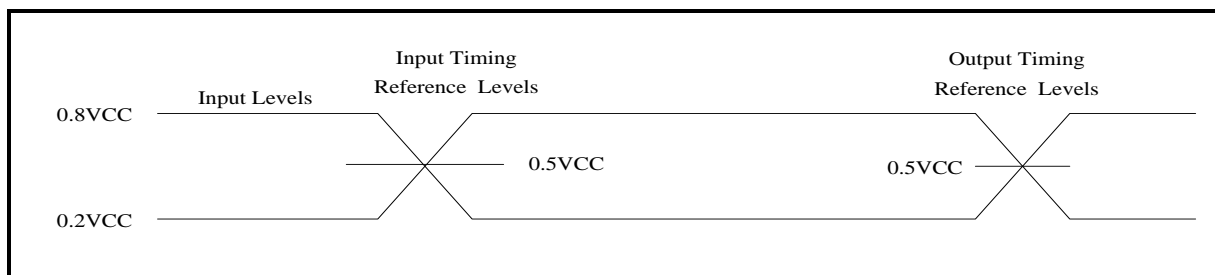 Input Timing
Reference Levels
Output Timing
Reference Levels
Input Levels
0.8VCC
0.5VCC
0.5VCC
0.2VCC